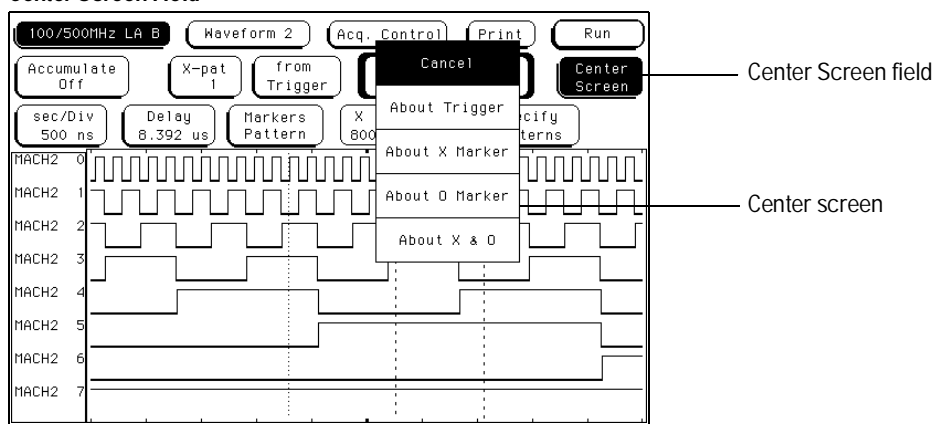 Center Screen Field
100/500MHz LA B
Waveform 2
Acq. Control
Print
Run
Cancel
Accumulate
Off
X-pat
1
from
Trigger
Center
Screen
Center Screen field
About Trigger
sec/Div
500 ns
Delay
8.392 us
Markers
Pattern
X
800
ecify
terns
About X Marker
MACH2 0
MACH2 1
About O Marker
Center screen
MACH2 2
About X & O
MACH2 3
MACH2 4
MACH2 5
MACH2 6
MACH2 7